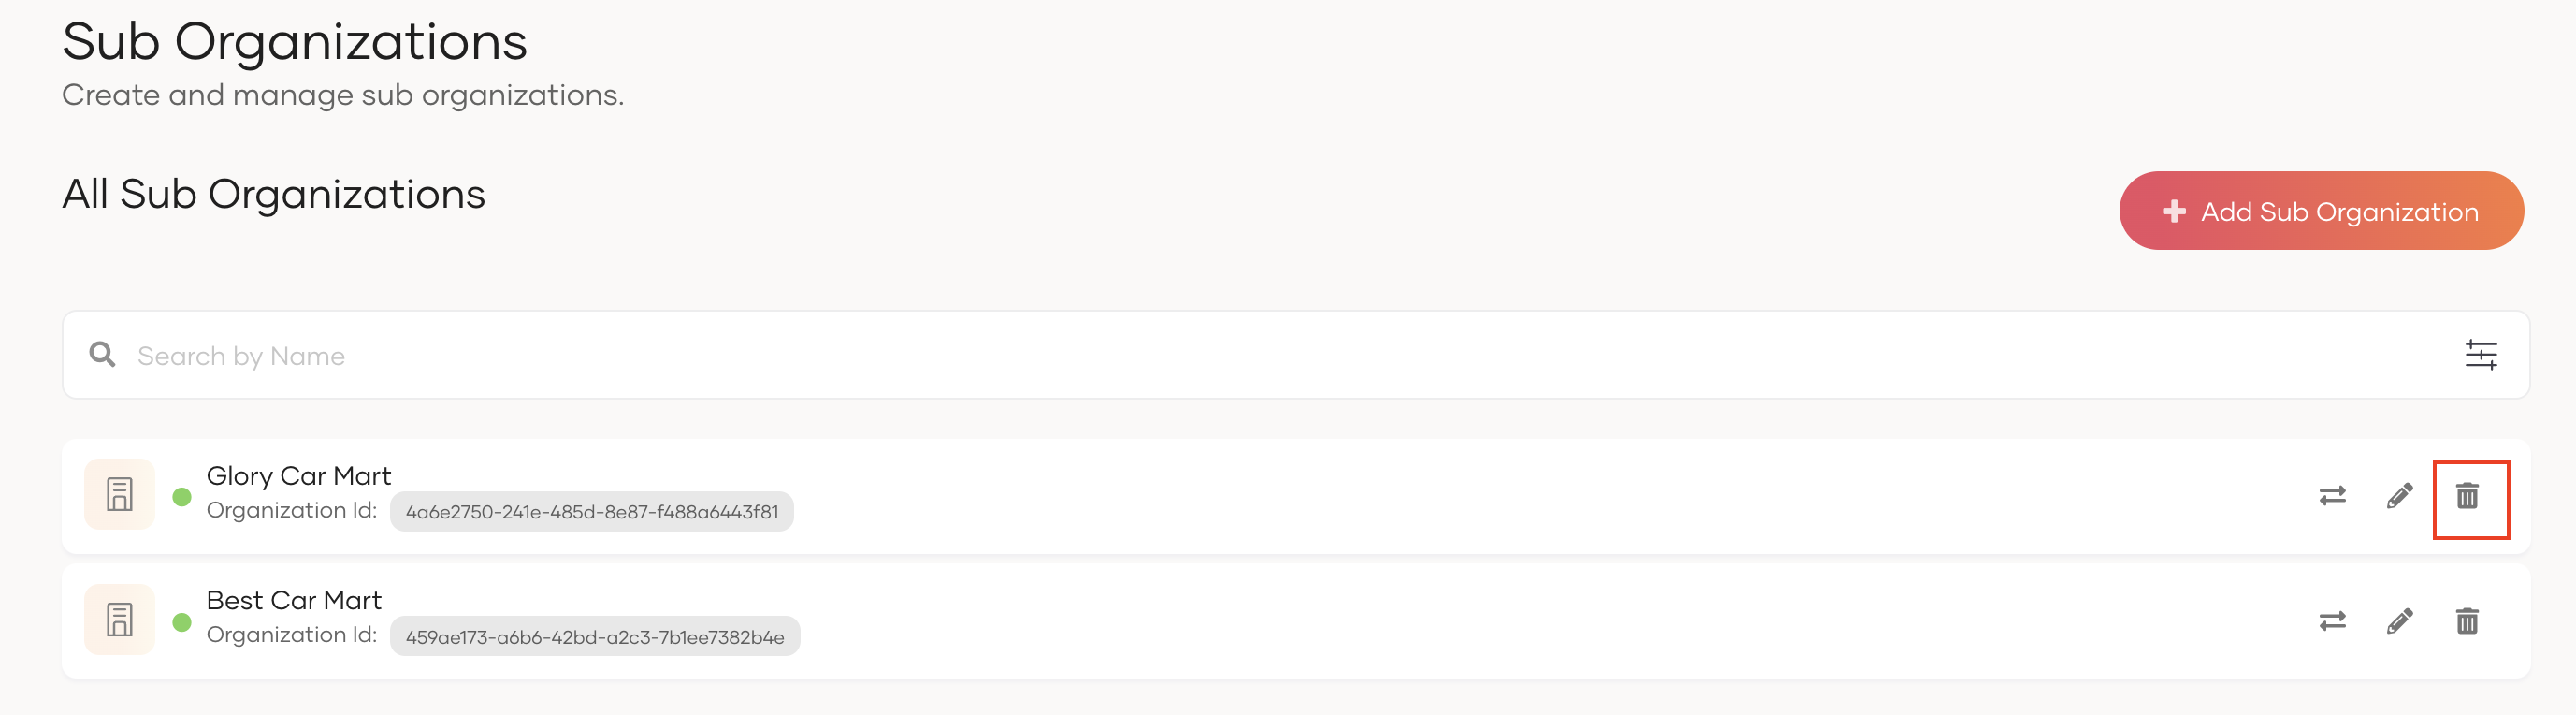 Sub Organizations
Create and manage sub organizations.
All Sub Organizations
Add Sub Organization
Search by Name
Glory Car Mart
Organization Id: 4a6e2750-241e-485d-8e87-f488a6443f81
Best Car Mart
Organization Id: 459ae173-a6b6-42bd-a2c3-7b1ee7382b4e